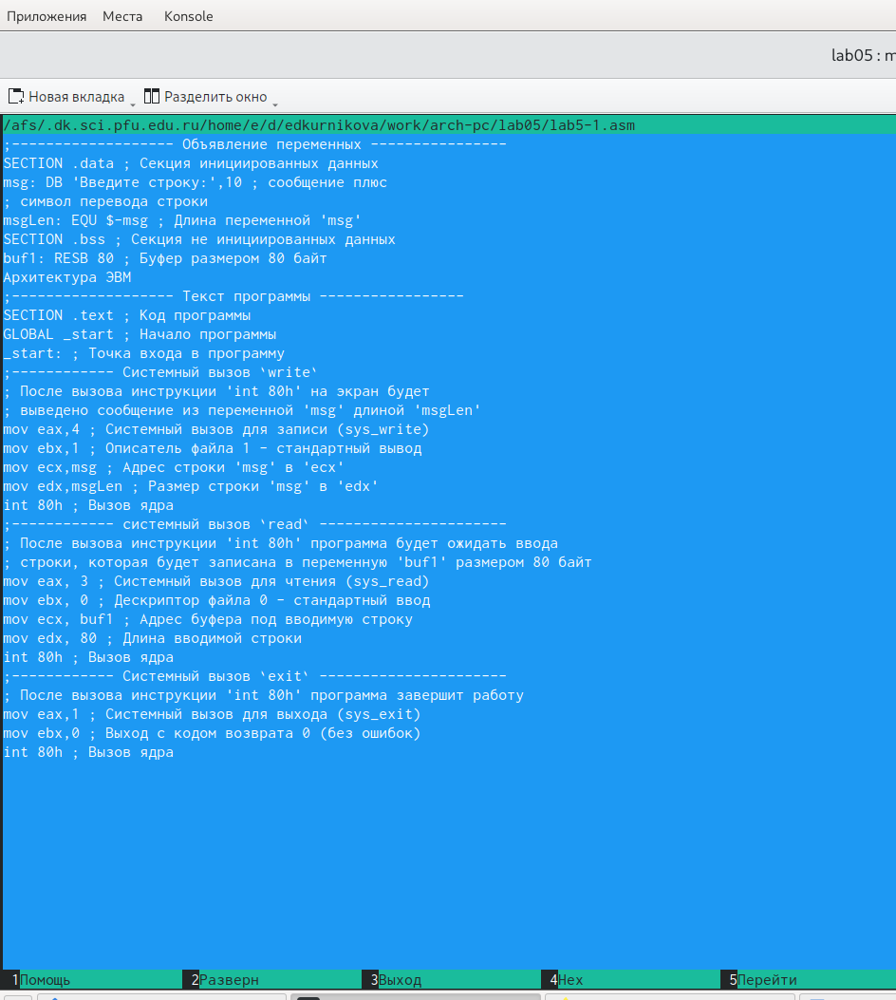 Приложения Места Konsole
lab05 : m
Новая вкладка Разделить окно
/afs/.dk.sci.pfu.edu.ru/home/e/d/edkurnikova/work/arch-pc/lab05/lab5-1.asm
;------------------- Объявление переменных ----------------
SECTION .data ; Секция инициированных данных
msg: DB 'Введите строку:',10 ; сообщение плюс
; символ перевода строки
msgLen: EQU $-msg ; Длина переменной 'msg'
SECTION .bss ; Секция не инициированных данных
buf1: RESB 80 ; Буфер размером 80 байт
Архитектура ЭВМ
;------------------- Текст программы -----------------
SECTION .text ; Код программы
GLOBAL _start ; Начало программы
_start: ; Точка входа в программу
;------------ Cистемный вызов `write`
; После вызова инструкции 'int 80h' на экран будет
; выведено сообщение из переменной 'msg' длиной 'msgLen'
mov eax,4 ; Системный вызов для записи (sys_write)
mov ebx,1 ; Описатель файла 1 - стандартный вывод
mov ecx,msg ; Адрес строки 'msg' в 'ecx'
mov edx,msgLen ; Размер строки 'msg' в 'edx'
int 80h ; Вызов ядра
;------------ системный вызов `read` ----------------------
; После вызова инструкции 'int 80h' программа будет ожидать ввода
; строки, которая будет записана в переменную 'buf1' размером 80 байт
mov eax, 3 ; Системный вызов для чтения (sys_read)
mov ebx, 0 ; Дескриптор файла 0 - стандартный ввод
mov ecx, buf1 ; Адрес буфера под вводимую строку
mov edx, 80 ; Длина вводимой строки
int 80h ; Вызов ядра
;------------ Системный вызов `exit` ----------------------
; После вызова инструкции 'int 80h' программа завершит работу
mov eax,1 ; Системный вызов для выхода (sys_exit)
mov ebx,0 ; Выход с кодом возврата 0 (без ошибок)
int 80h ; Вызов ядра
1Помощь 2Разверн 3Выход 4Hex 5Перейти